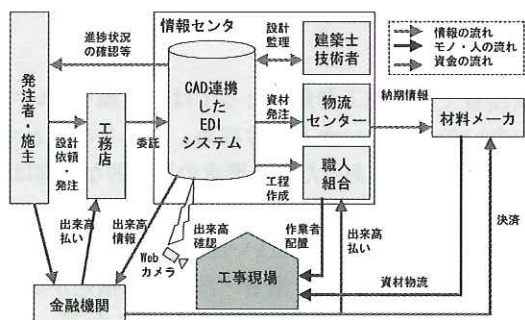 進捗状況
の確認等
情報センタ
設計
監理
建築士
技術者
情報の流れ
モノ・人の流れ
資金の流れ
発注者・施主
設計
依頼・発注
工務店
委託
CAD連携
した
EDI
システム
資材
発注
物流
センター
納期情報
材料メーカ
工程
作成
職人
組合
出来高
払い
出来高
情報
Web
カメラ
出来高
確認
作業者
配置
出来高
払い
決済
工事現場
資材物流
金融機関